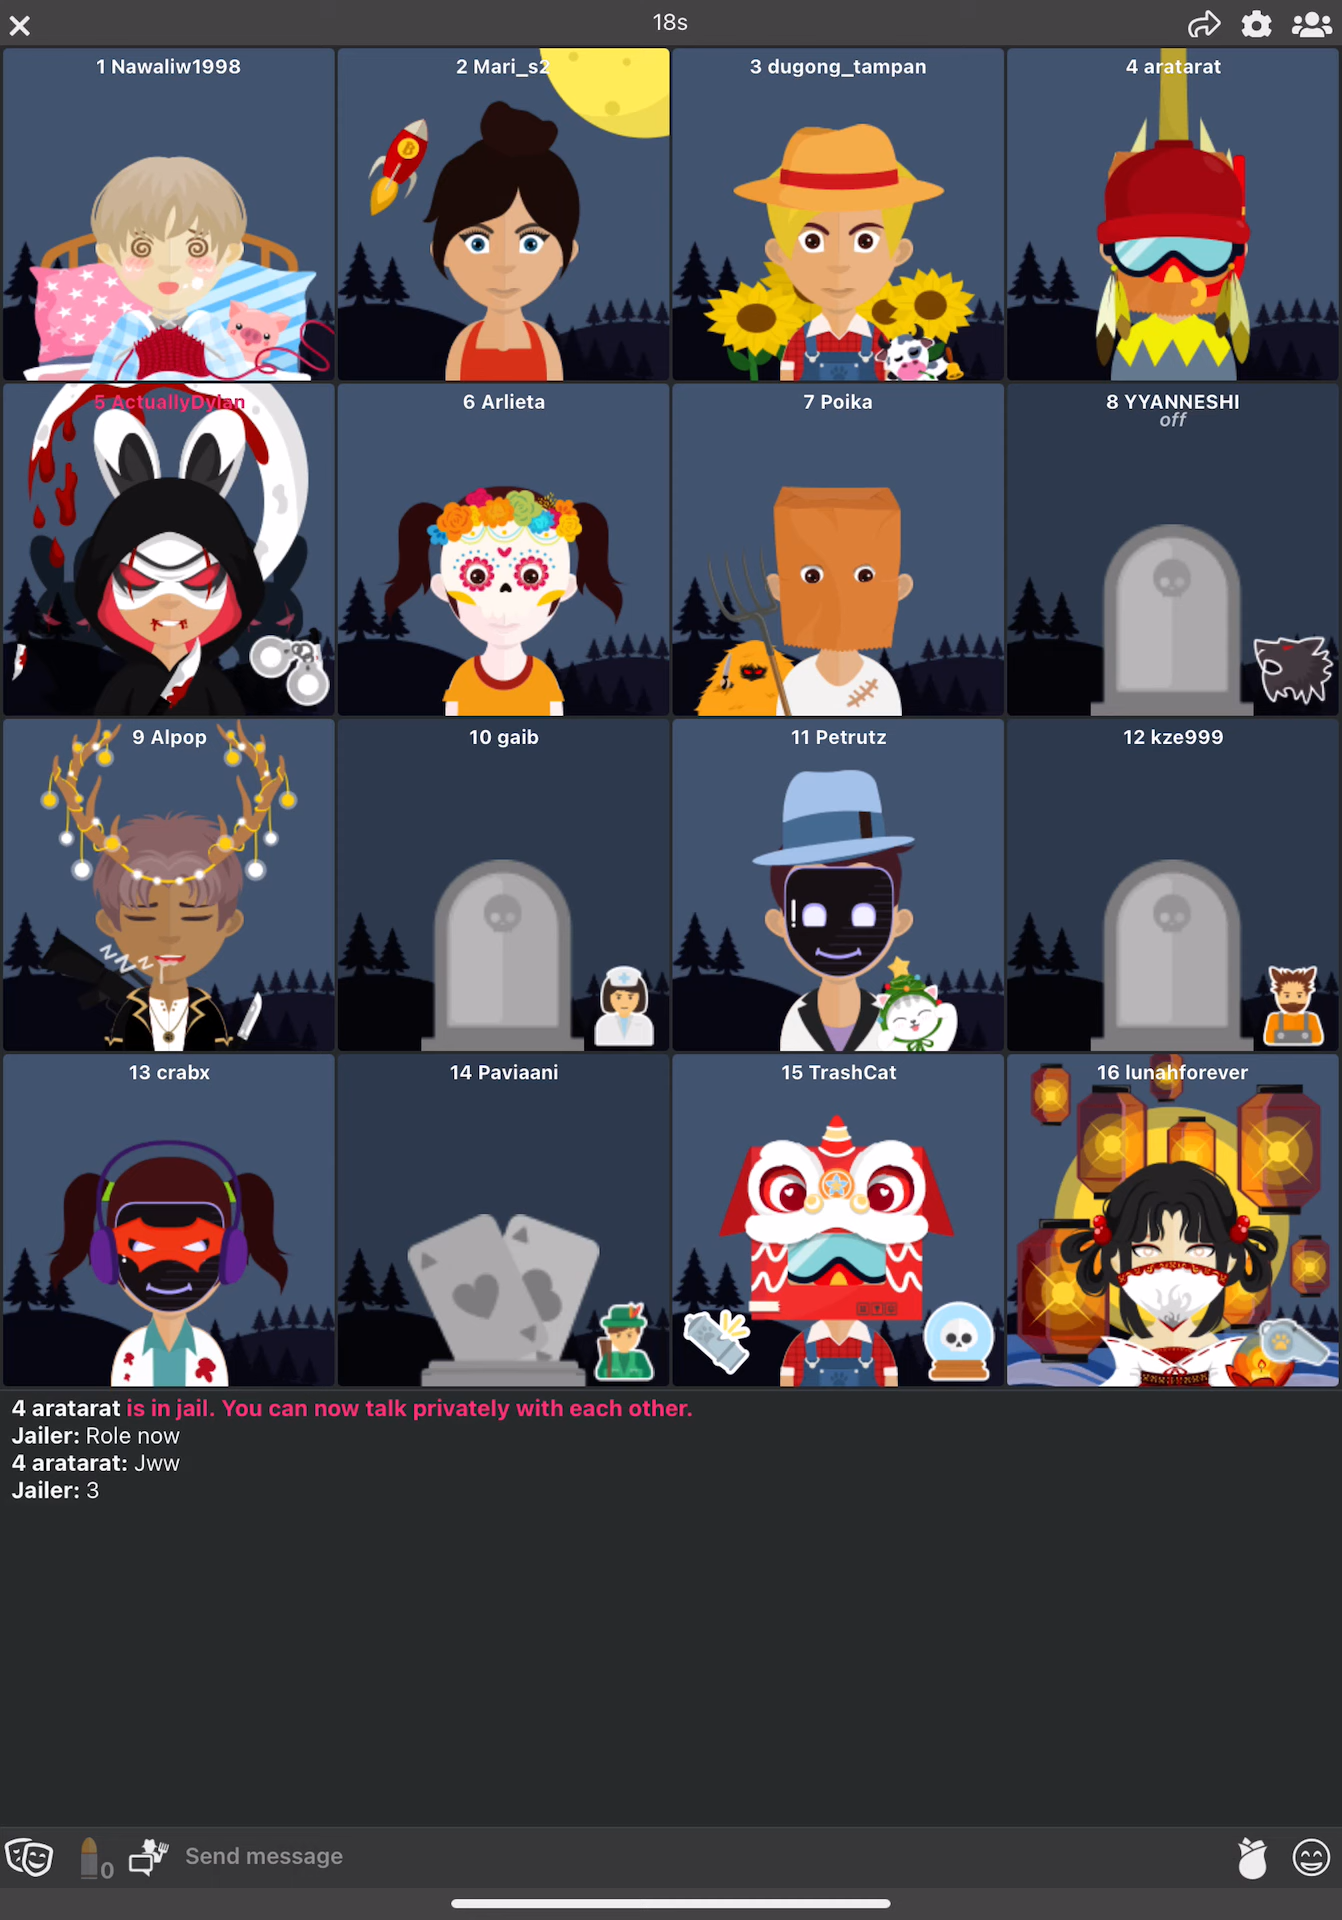 18s
1 Nawaliw1998
2 Mari_s2
3 dugong_tampan
4 aratarat
5 ActuallyDylan
6 Arlieta
7 Poika
8 YYANNESHI
off
9 Alpop
10 gaib
11 Petrutz
12 kze999
13 crabx
14 Paviaani
15 TrashCat
16 lunahforever
4 aratarat is in jail. You can now talk privately with each other.
Jailer: Role now
4 aratarat: Jww
Jailer: 3
0
Send message